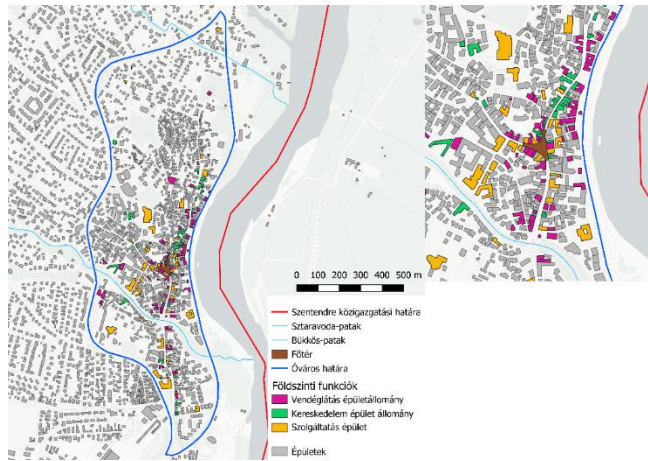 0 100 200 300 400 500 m
Szentendre közigazgatási határa
Sztaravoda-patak
Bükkös-patak
Főtér
Óváros határa
Földszinti funkciók
Vendéglátás épületállomány
Kereskedelem épület állomány
Szolgáltatás épület
Épületek